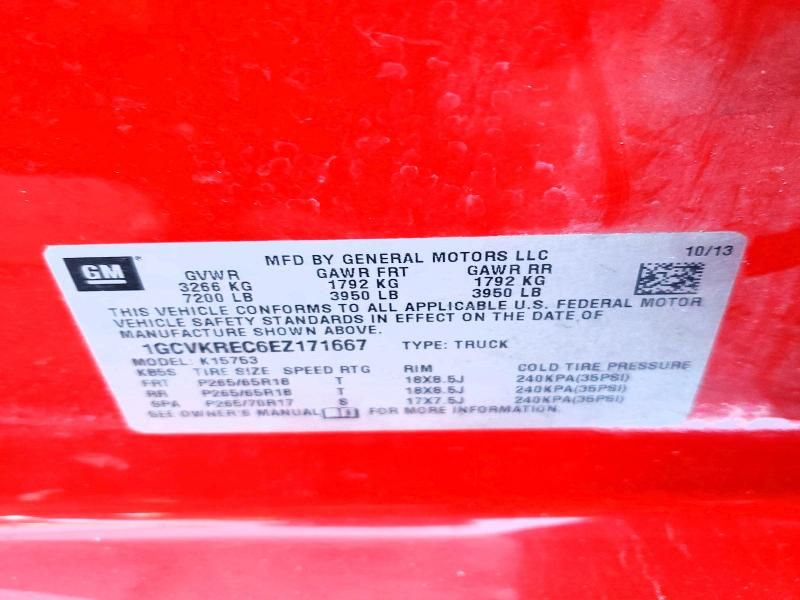 GM
MFD BY GENERAL MOTORS LLC 10/13
GVWR GAWR FRT GAWR RR
3266 KG 1792 KG 1792 KG
7200 LB 3950 LB 3950 LB
THIS VEHICLE CONFORMS TO ALL APPLICABLE U.S. FEDERAL MOTOR
VEHICLE SAFETY STANDARDS IN EFFECT ON THE DATE OF
MANUFACTURE SHOWN ABOVE.
1GCVKREC6EZ171667 TYPE: TRUCK
MODEL: K15753
KB5S TIRE SIZE SPEED RTG RIM COLD TIRE PRESSURE
FRT P265/65R18 T 18X8.5J 240KPA(35PSI)
RR P265/65R18 T 18X8.5J 240KPA(35PSI)
SPA P265/70R17 S 17X7.5J 240KPA(35PSI)
SEE OWNER'S MANUAL FOR MORE INFORMATION.